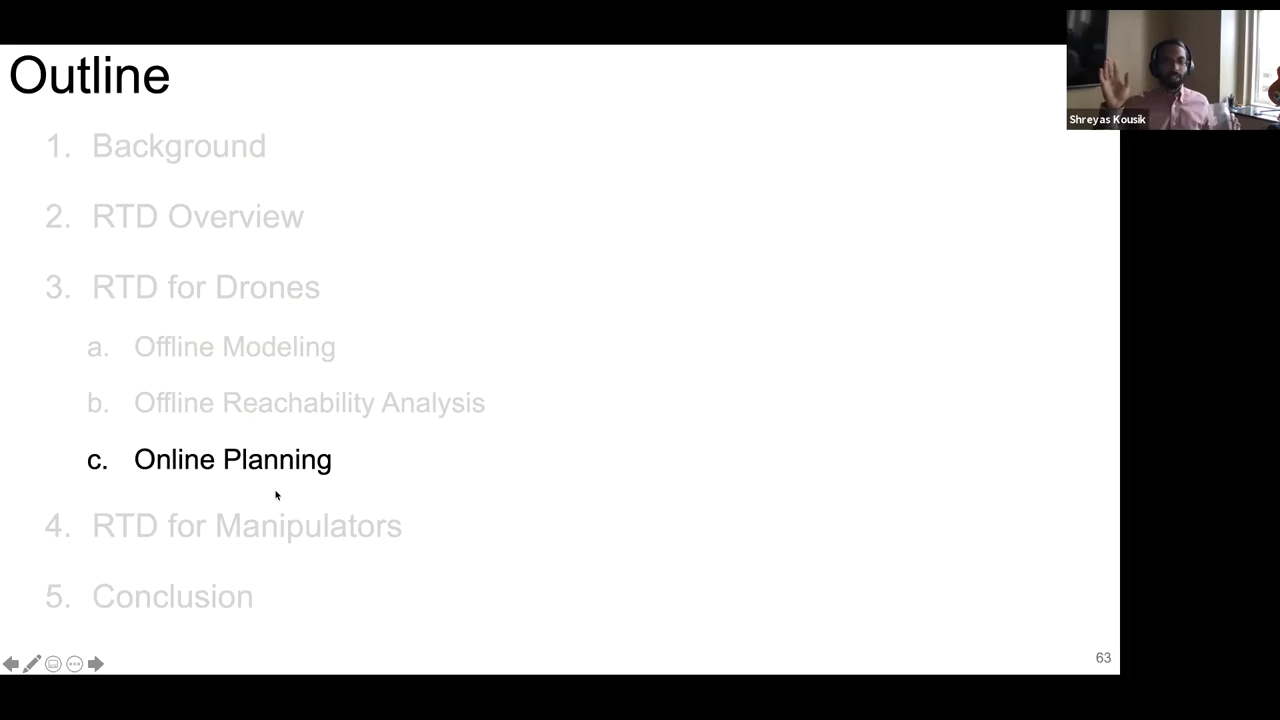 Outline
Shreyas Kousik
1. Background
2. RTD Overview
3. RTD for Drones
a. Offline Modeling
b. Offline Reachability Analysis
c. Online Planning
4. RTD for Manipulators
5. Conclusion
63